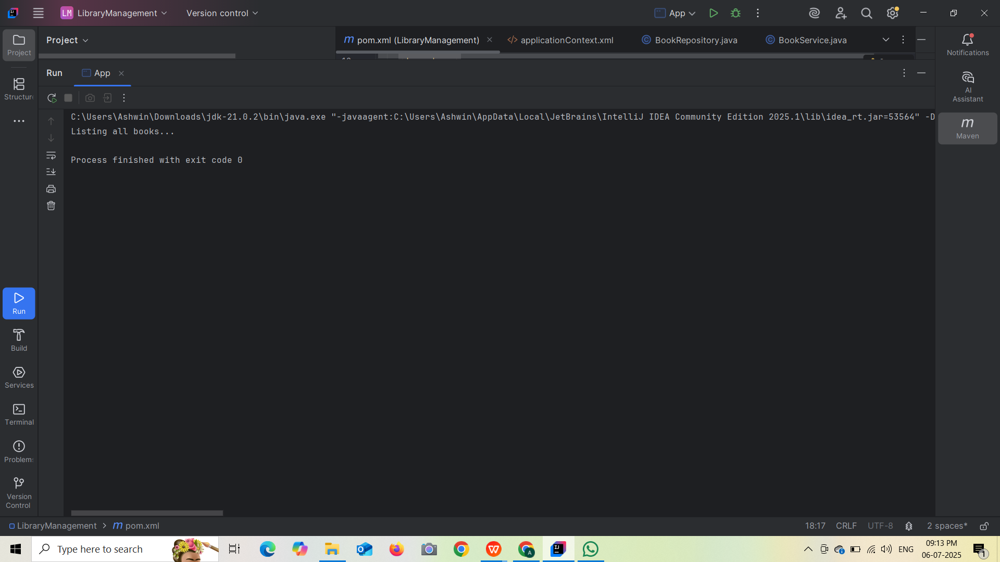 LM LibraryManagement Version control App
Project
Project
pom.xml (LibraryManagement) applicationContext.xml BookRepository.java BookService.java
Notifications
Run App
Structure
AI
Assistant
Maven
C:\Users\Ashwin\Downloads\jdk-21.0.2\bin\java.exe "-javaagent:C:\Users\Ashwin\AppData\Local\JetBrains\IntelliJ IDEA Community Edition 2025.1\lib\idea_rt.jar=53564" -D
Listing all books...
Process finished with exit code 0
Run
Build
Services
Terminal
Problems
Version
Control
LibraryManagement > pom.xml 18:17 CRLF UTF-8 2 spaces*
Type here to search
ENG
09:13 PM
06-07-2025
1